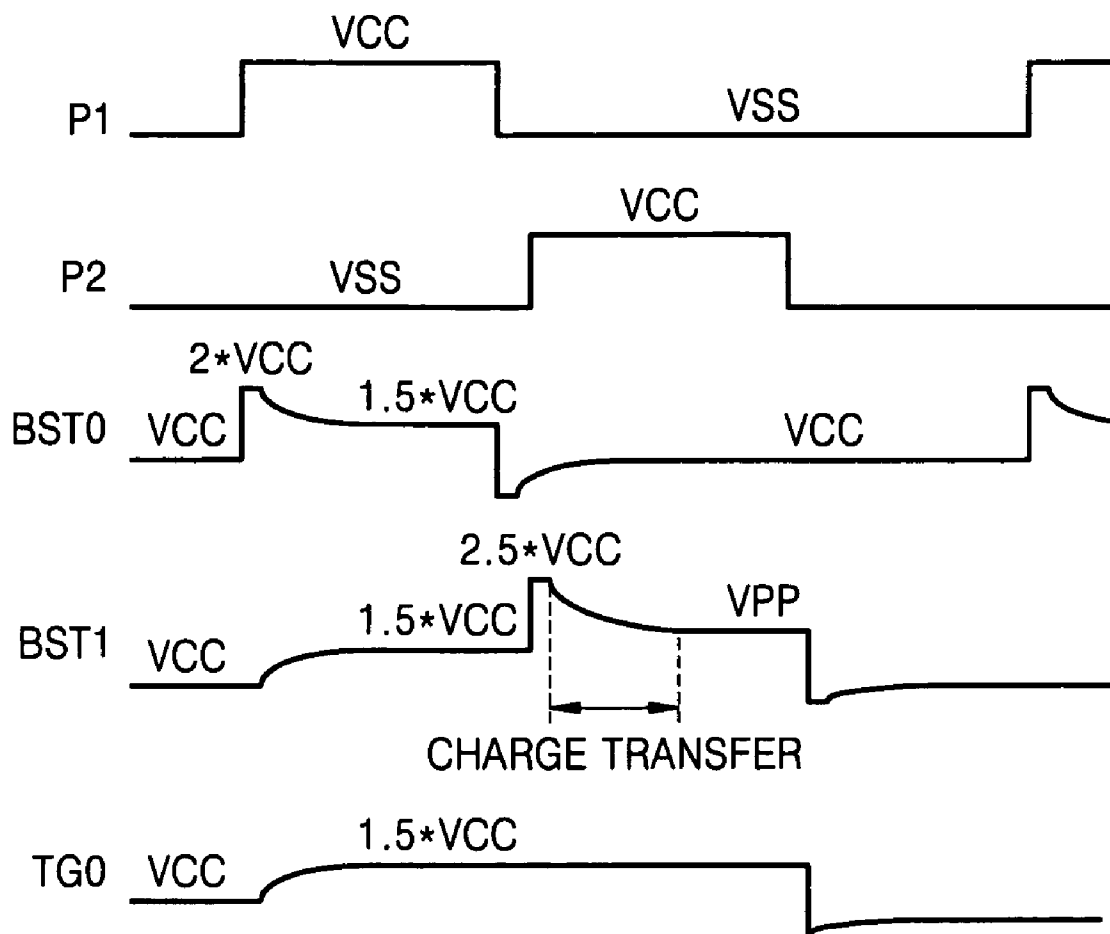 VCC
P1
VSS
VCC
P2
VSS
2*VCC
1.5*VCC
BST0
VCC
VCC
2.5*VCC
1.5*VCC
VPP
BST1
VCC
CHARGE TRANSFER
1.5*VCC
TG0
VCC